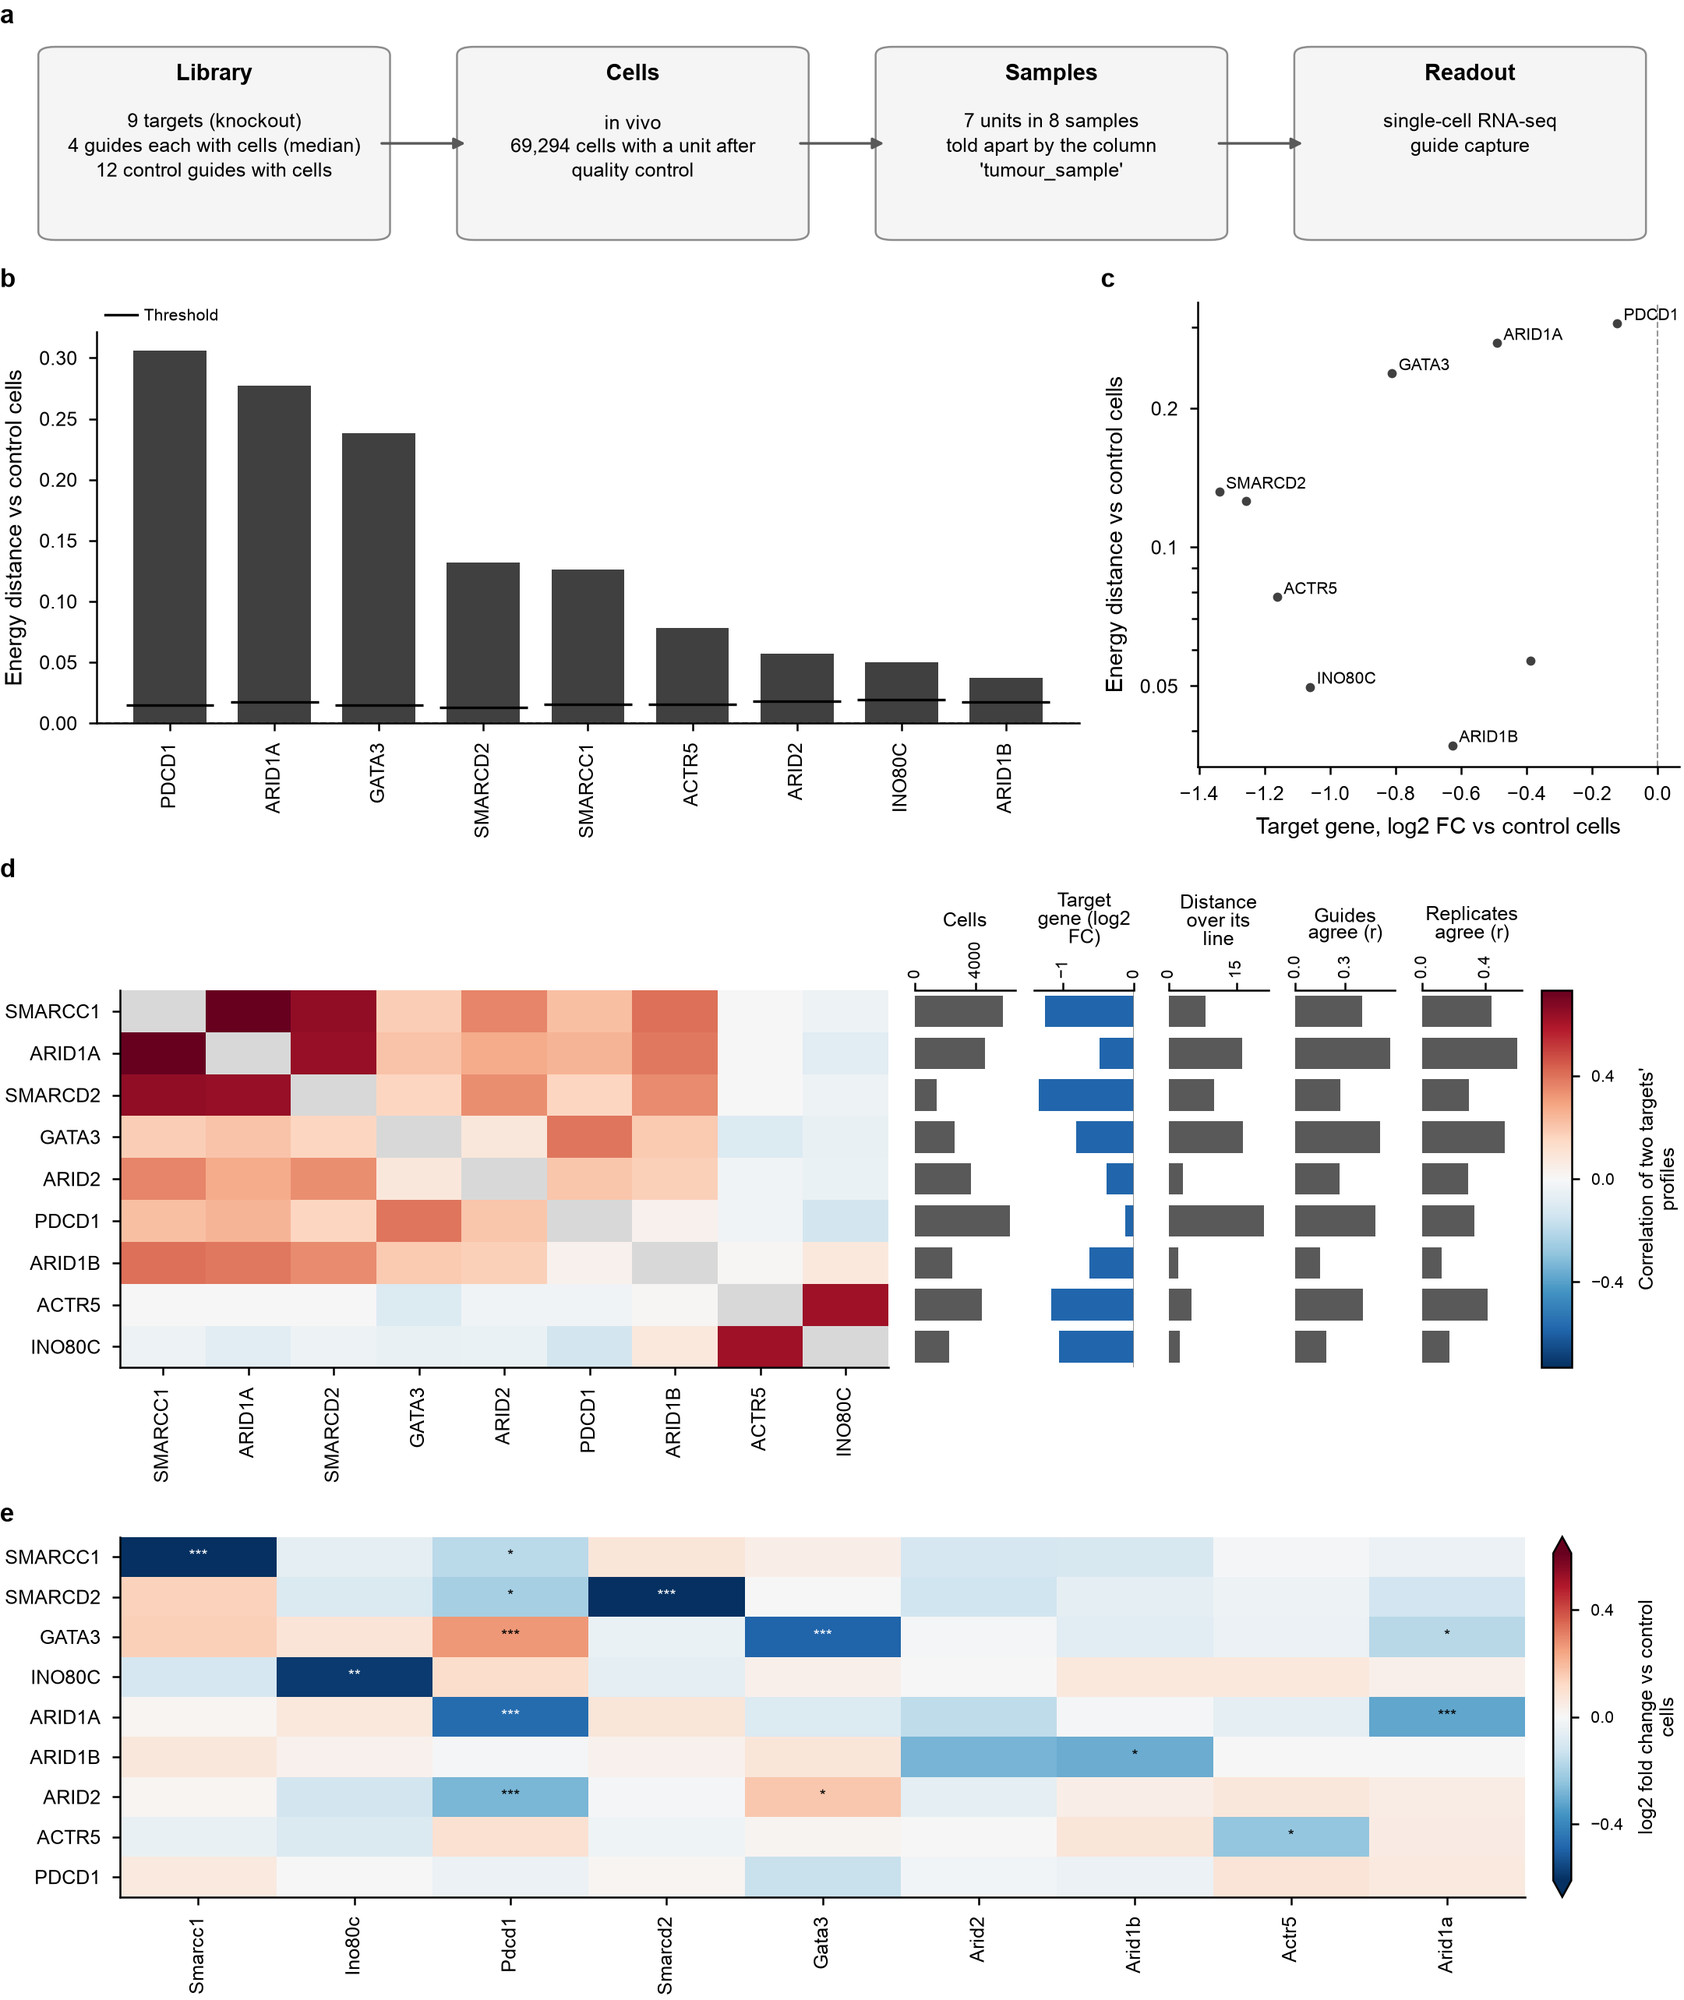 a
Library
9 targets (knockout)
4 guides each with cells (median)
12 control guides with cells
Cells
in vivo
69,294 cells with a unit after
quality control
Samples
7 units in 8 samples
told apart by the column
'tumour_sample'
Readout
single-cell RNA-seq
guide capture
b
Threshold
Energy distance vs control cells
0.30
0.25
0.20
0.15
0.10
0.05
0.00
PDCD1
ARID1A
GATA3
SMARCD2
SMARCC1
ACTR5
ARID2
INO80C
ARID1B
c
Energy distance vs control cells
0.2
0.1
0.05
PDCD1
ARID1A
GATA3
SMARCD2
ACTR5
INO80C
ARID1B
−1.4
−1.2
−1.0
−0.8
−0.6
−0.4
−0.2
0.0
Target gene, log2 FC vs control cells
d
Cells
Target
gene (log2
FC)
Distance
over its
line
Guides
agree (r)
Replicates
agree (r)
0
4000
−1
0
0
15
0.0
0.3
0.0
0.4
SMARCC1
ARID1A
SMARCD2
GATA3
ARID2
PDCD1
ARID1B
ACTR5
INO80C
SMARCC1
ARID1A
SMARCD2
GATA3
ARID2
PDCD1
ARID1B
ACTR5
INO80C
0.4
0.0
−0.4
Correlation of two targets'
profiles
e
SMARCC1
*** *
SMARCD2
* ***
GATA3
*** *** *
INO80C
**
ARID1A
*** ***
ARID1B
*
ARID2
*** *
ACTR5
*
PDCD1
Smarcc1
Ino80c
Pdcd1
Smarcd2
Gata3
Arid2
Arid1b
Actr5
Arid1a
0.4
0.0
−0.4
log2 fold change vs control
cells